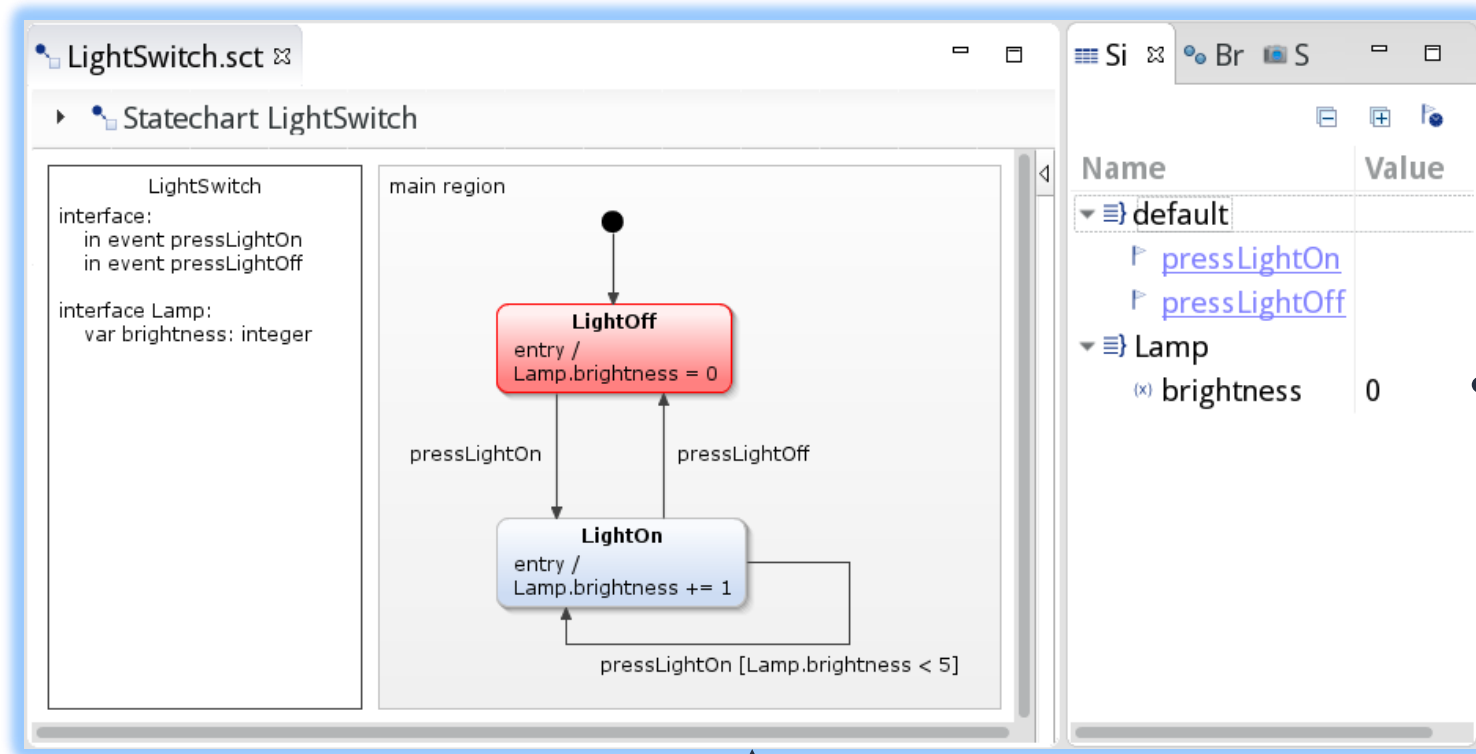 LightSwitch.sct
Statechart LightSwitch
LightSwitch
interface:
in event pressLightOn
in event pressLightOff
interface Lamp:
var brightness: integer
main region
LightOff
entry /
Lamp.brightness = 0
pressLightOn
pressLightOff
LightOn
entry /
Lamp.brightness += 1
pressLightOn [Lamp.brightness < 5]
Si Br S
Name Value
default
pressLightOn
pressLightOff
Lamp
(x) brightness 0